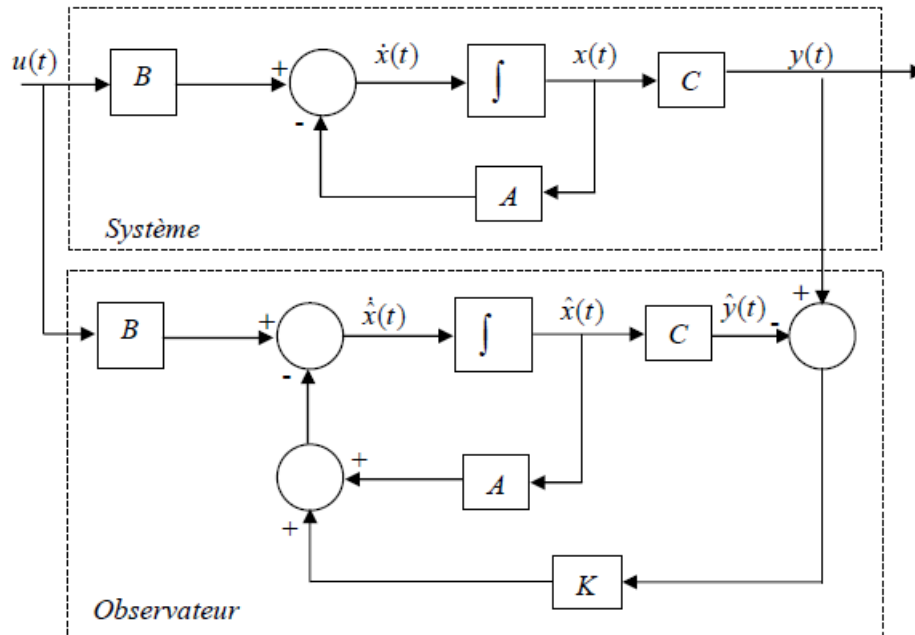 u(t)
B
+
-
ẋ(t)
∫
x(t)
C
y(t)
A
Système
B
+
-
x̂̇(t)
∫
x̂(t)
C
ŷ(t)
+
-
+
A
+
K
Observateur